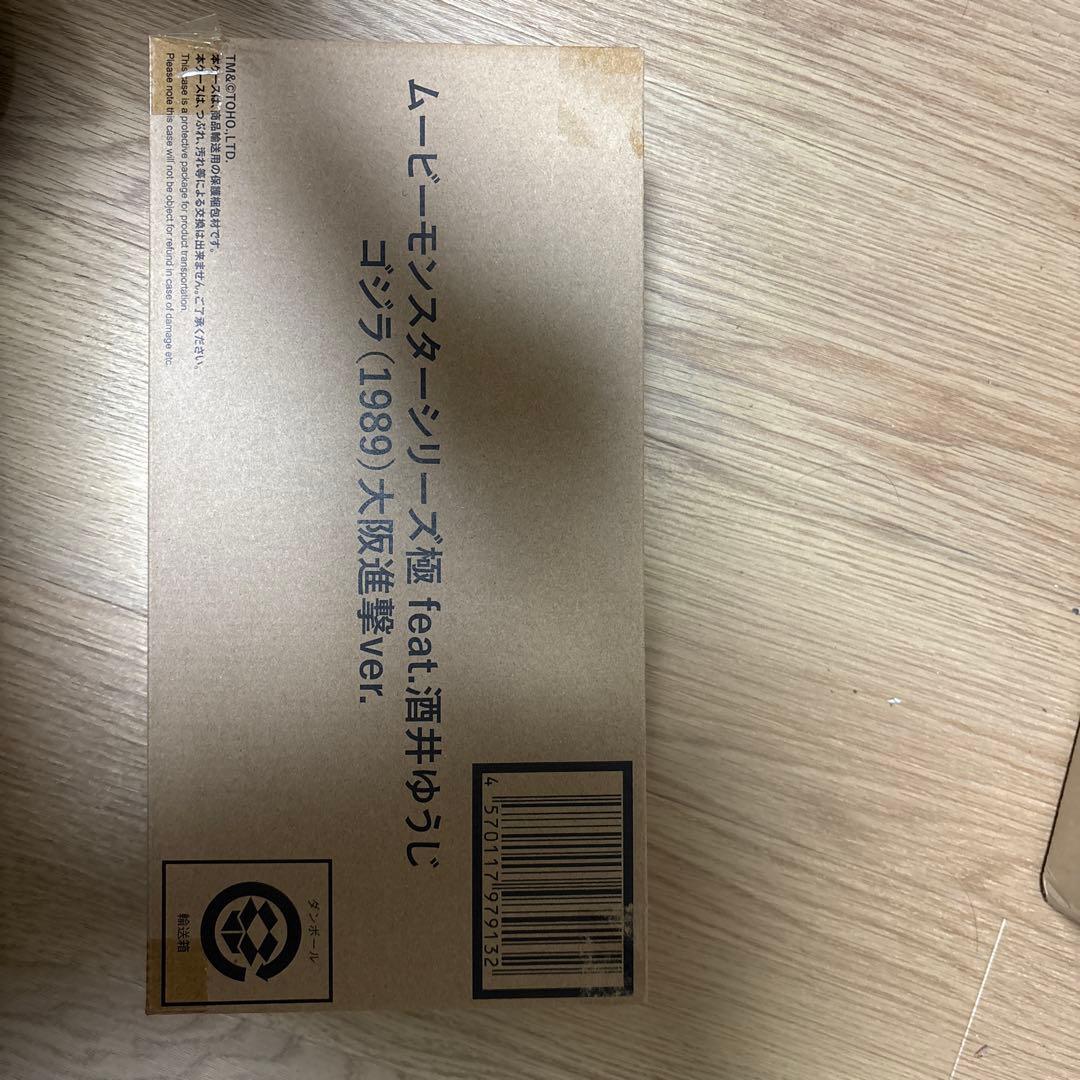 ムービーモンスターシリーズ極 feat.酒井ゆうじ
ゴジラ(1989)大阪進撃ver.
TM&©TOHO.,LTD.
本ケースは、商品輸送用の保護梱包材です。
本ケースは、つぶれ、汚れ等による交換は出来ません。ご了承ください。
This case is a protective package for product transportation.
Please note this case will not be object for refund in case of damage etc.
4 570117 979132
ダンボール
輸送箱